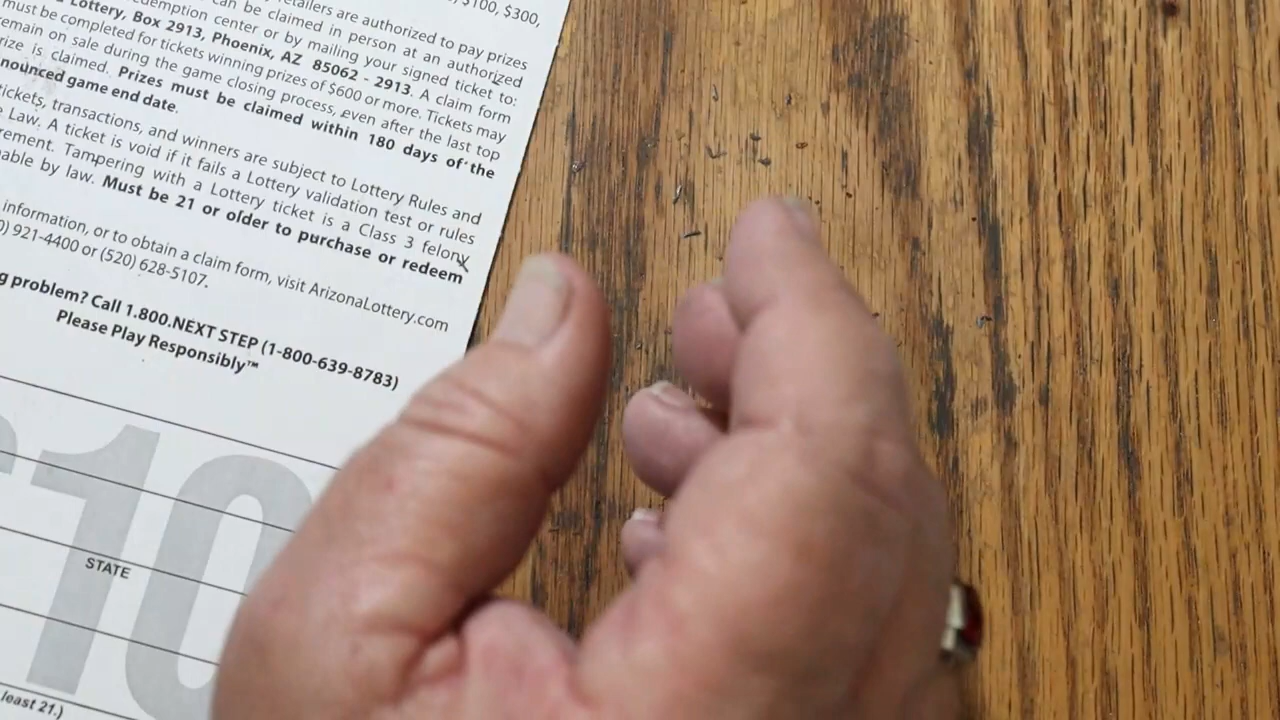 $100, $300,
retailers are authorized to pay prizes
can be claimed in person at an authorized
redemption center or by mailing your signed ticket to:
Lottery, Box 2913, Phoenix, AZ 85062 - 2913. A claim form
must be completed for tickets winning prizes of $600 or more. Tickets may
remain on sale during the game closing process, even after the last top
is claimed. Prizes must be claimed within 180 days of the
game end date.
tickets, transactions, and winners are subject to Lottery Rules and
Law. A ticket is void if it fails a Lottery validation test or rules
Tampering with a Lottery ticket is a Class 3 felony
by law. Must be 21 or older to purchase or redeem
information, or to obtain a claim form, visit ArizonaLottery.com
921-4400 or (520) 628-5107.
problem? Call 1.800.NEXT STEP (1-800-639-8783)
Please Play Responsibly™
10
STATE
least 21.)